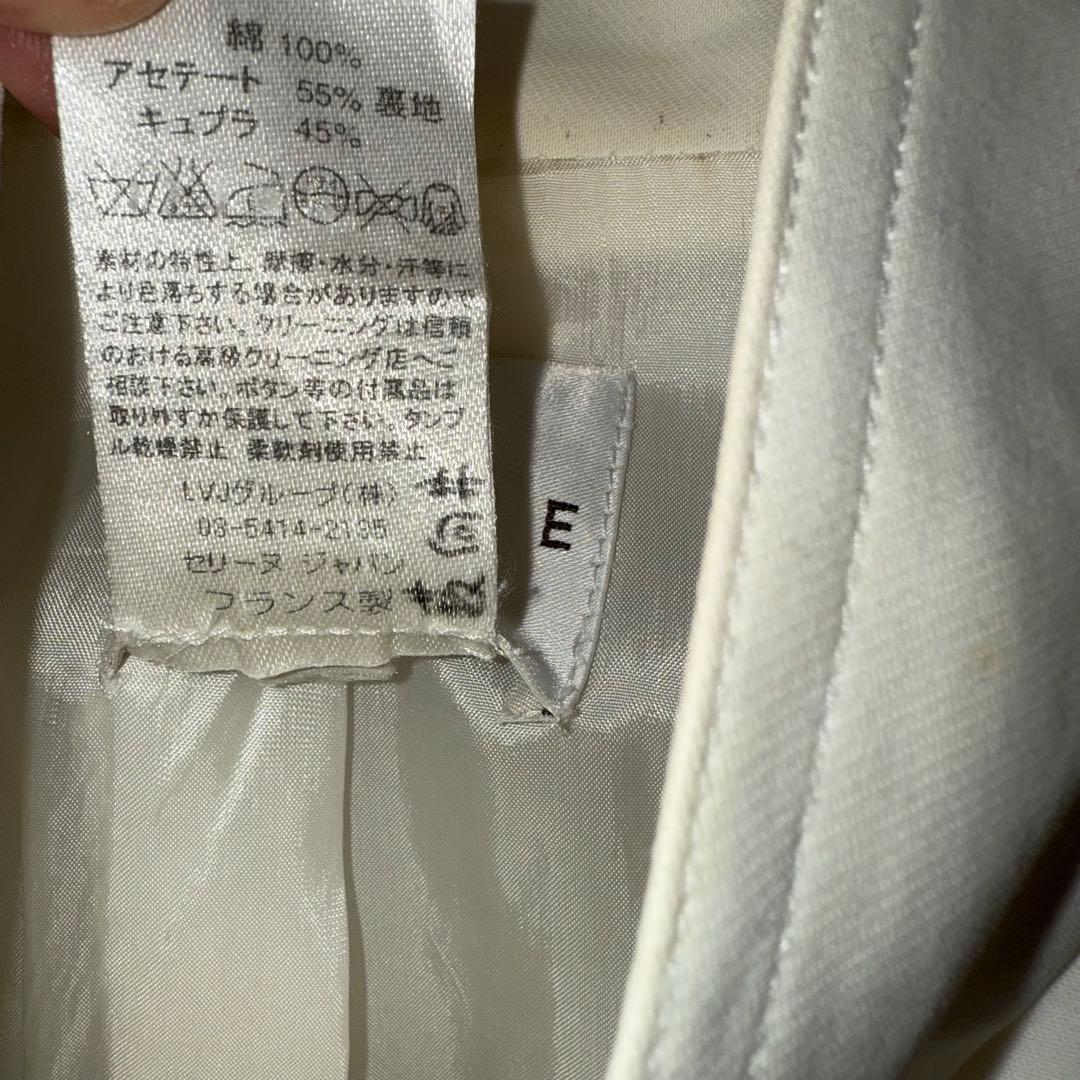 綿 100%
アセテート 55% 裏地
キュプラ 45%
素材の特性上、摩擦・水分・汗等に
より色落ちする場合がありますので
ご注意下さい。クリーニングは信頼
のおける高級クリーニング店へご
相談下さい。ボタン等の付属品は
取り外すか保護して下さい。タンブ
ル乾燥禁止 柔軟剤使用禁止
LVJグループ(株)
03-5414-2195
セリーヌ ジャパン
フランス製
E